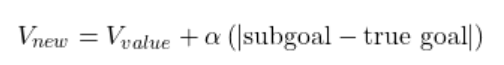 V_new = V_value + α (|subgoal − true goal|)